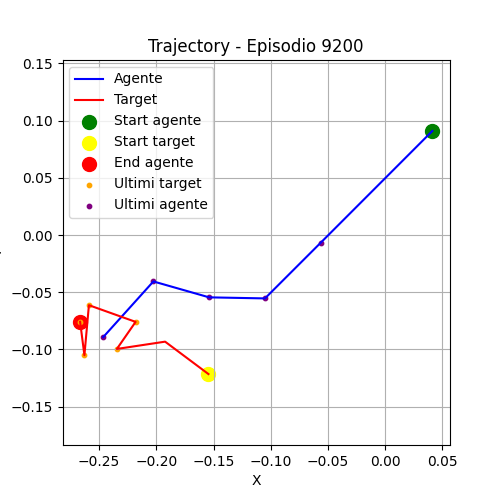 Trajectory - Episodio 9200
Agente
Target
Start agente
Start target
End agente
Ultimi target
Ultimi agente
0.15
0.10
0.05
0.00
−0.05
−0.10
−0.15
−0.25
−0.20
−0.15
−0.10
−0.05
0.00
0.05
X